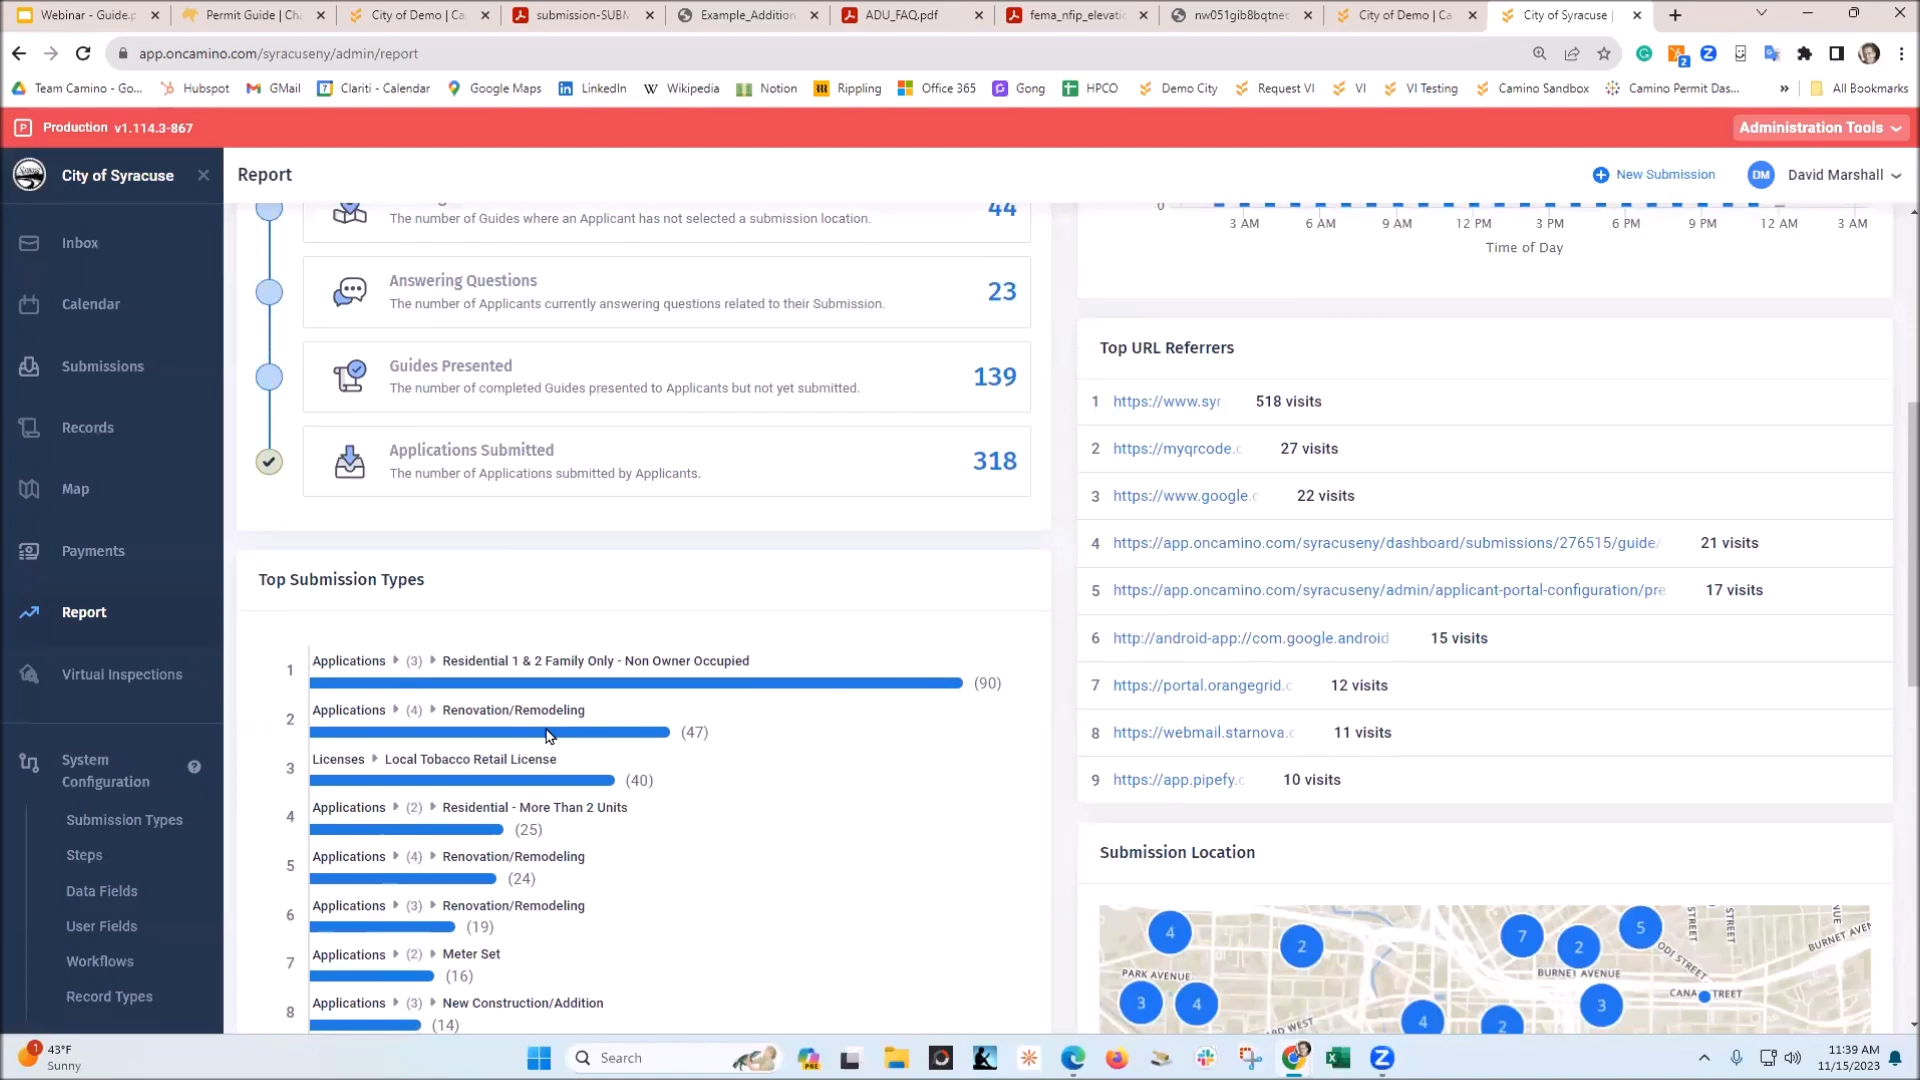 Webinar - Guide.p
Permit Guide | Cha
City of Demo | Ca
submission-SUBM
Example_Addition
ADU_FAQ.pdf
fema_nfip_elevati
nw051gib8bqtne
City of Demo | Ca
City of Syracuse |
app.oncamino.com/syracuseny/admin/report
Team Camino - Go...
Hubspot
GMail
Clariti - Calendar
Google Maps
LinkedIn
Wikipedia
Notion
Rippling
Office 365
Gong
HPCO
Demo City
Request VI
VI
VI Testing
Camino Sandbox
Camino Permit Das...
All Bookmarks
Production v1.114.3-867
Administration Tools
City of Syracuse
Report
New Submission
DM
David Marshall
Inbox
Calendar
Submissions
Records
Map
Payments
Report
Virtual Inspections
System Configuration
Submission Types
Steps
Data Fields
User Fields
Workflows
Record Types
The number of Guides where an Applicant has not selected a submission location.
44
Answering Questions
The number of Applicants currently answering questions related to their Submission.
23
Guides Presented
The number of completed Guides presented to Applicants but not yet submitted.
139
Applications Submitted
The number of Applications submitted by Applicants.
318
Top Submission Types
1 Applications (3) Residential 1 & 2 Family Only - Non Owner Occupied
(90)
2 Applications (4) Renovation/Remodeling
(47)
3 Licenses Local Tobacco Retail License
(40)
4 Applications (2) Residential - More Than 2 Units
(25)
5 Applications (4) Renovation/Remodeling
(24)
6 Applications (3) Renovation/Remodeling
(19)
7 Applications (2) Meter Set
(16)
8 Applications (3) New Construction/Addition
(14)
0
3 AM 6 AM 9 AM 12 PM 3 PM 6 PM 9 PM 12 AM 3 AM
Time of Day
Top URL Referrers
1 https://www.syr 518 visits
2 https://myqrcode.c 27 visits
3 https://www.google.c 22 visits
4 https://app.oncamino.com/syracuseny/dashboard/submissions/276515/guide/ 21 visits
5 https://app.oncamino.com/syracuseny/admin/applicant-portal-configuration/pre 17 visits
6 http://android-app://com.google.android 15 visits
7 https://portal.orangegrid.c 12 visits
8 https://webmail.starnova.c 11 visits
9 https://app.pipefy.c 10 visits
Submission Location
4
2
7
2
5
3
4
3
4
2
PARK AVENUE
BURNET AVENUE
BURNET AVEN
STREET
STREET
CANA STREET
43°F
Sunny
Search
11:39 AM
11/15/2023